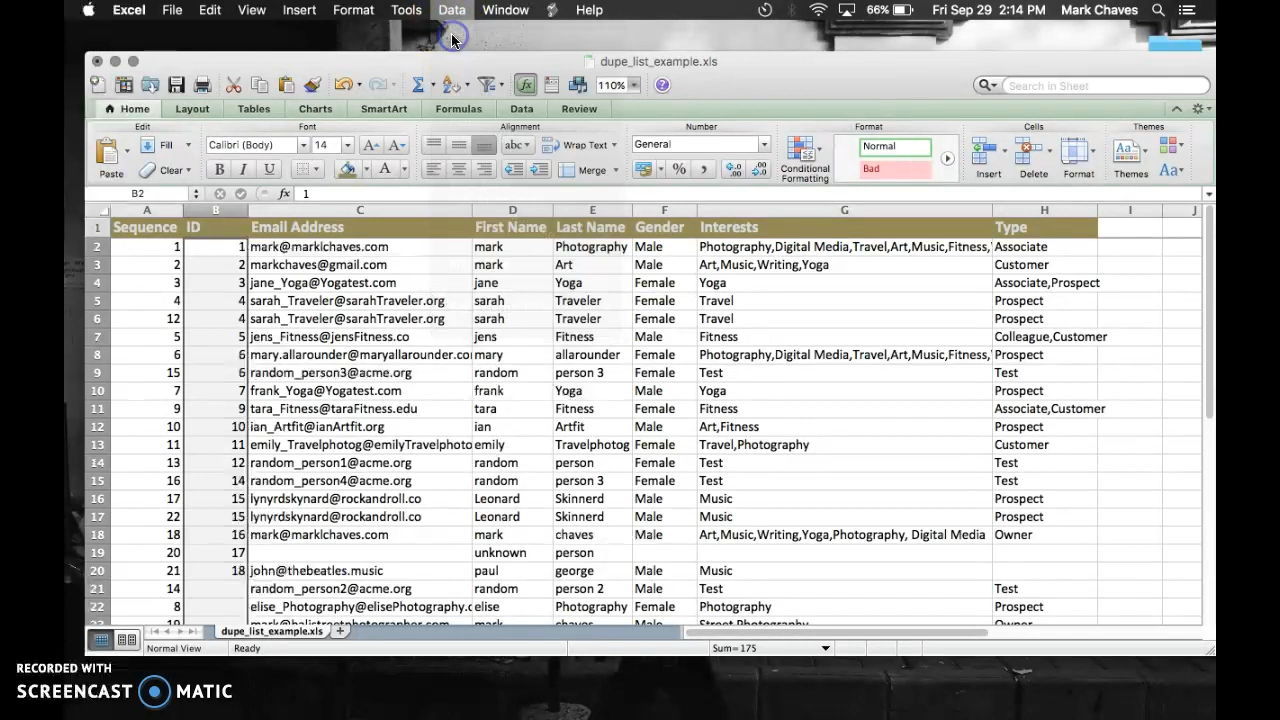 Excel File Edit View Insert Format Tools Data Window Help 66% Fri Sep 29 2:14 PM Mark Chaves
dupe_list_example.xls
110% Search in Sheet
Home Layout Tables Charts SmartArt Formulas Data Review
Edit Font Alignment Number Format Cells Themes
Fill Calibri (Body) 14 abc Wrap Text General Normal
Paste Clear B I U A Merge % Conditional Formatting Bad Insert Delete Format Themes Aa
B2 fx 1
A B C D E F G H I J
1 Sequence ID Email Address First Name Last Name Gender Interests Type
2 1 1 mark@marklchaves.com mark Photography Male Photography,Digital Media,Travel,Art,Music,Fitness, Associate
3 2 2 markchaves@gmail.com mark Art Male Art,Music,Writing,Yoga Customer
4 3 3 jane_Yoga@Yogatest.com jane Yoga Female Yoga Associate,Prospect
5 4 4 sarah_Traveler@sarahTraveler.org sarah Traveler Female Travel Prospect
6 12 4 sarah_Traveler@sarahTraveler.org sarah Traveler Female Travel Prospect
7 5 5 jens_Fitness@jensFitness.co jens Fitness Male Fitness Colleague,Customer
8 6 6 mary.allarounder@maryallarounder.co mary allarounder Female Photography,Digital Media,Travel,Art,Music,Fitness, Prospect
9 15 6 random_person3@acme.org random person 3 Female Test Test
10 7 7 frank_Yoga@Yogatest.com frank Yoga Male Yoga Prospect
11 9 9 tara_Fitness@taraFitness.edu tara Fitness Female Fitness Associate,Customer
12 10 10 ian_Artfit@ianArtfit.org ian Artfit Male Art,Fitness Prospect
13 11 11 emily_Travelphotog@emilyTravelphoto emily Travelphotog Female Travel,Photography Customer
14 13 12 random_person1@acme.org random person Female Test Test
15 16 14 random_person4@acme.org random person 3 Female Test Test
16 17 15 lynyrdskynard@rockandroll.co Leonard Skinnerd Male Music Prospect
17 22 15 lynyrdskynard@rockandroll.co Leonard Skinnerd Male Music Prospect
18 18 16 mark@marklchaves.com mark chaves Male Art,Music,Writing,Yoga,Photography, Digital Media Owner
19 20 17 unknown person
20 21 18 john@thebeatles.music paul george Male Music
21 14 random_person2@acme.org random person 2 Male Test Test
22 8 elise_Photography@elisePhotography.c elise Photography Female Photography Prospect
dupe_list_example.xls
Normal View Ready Sum=175
RECORDED WITH
SCREENCAST MATIC